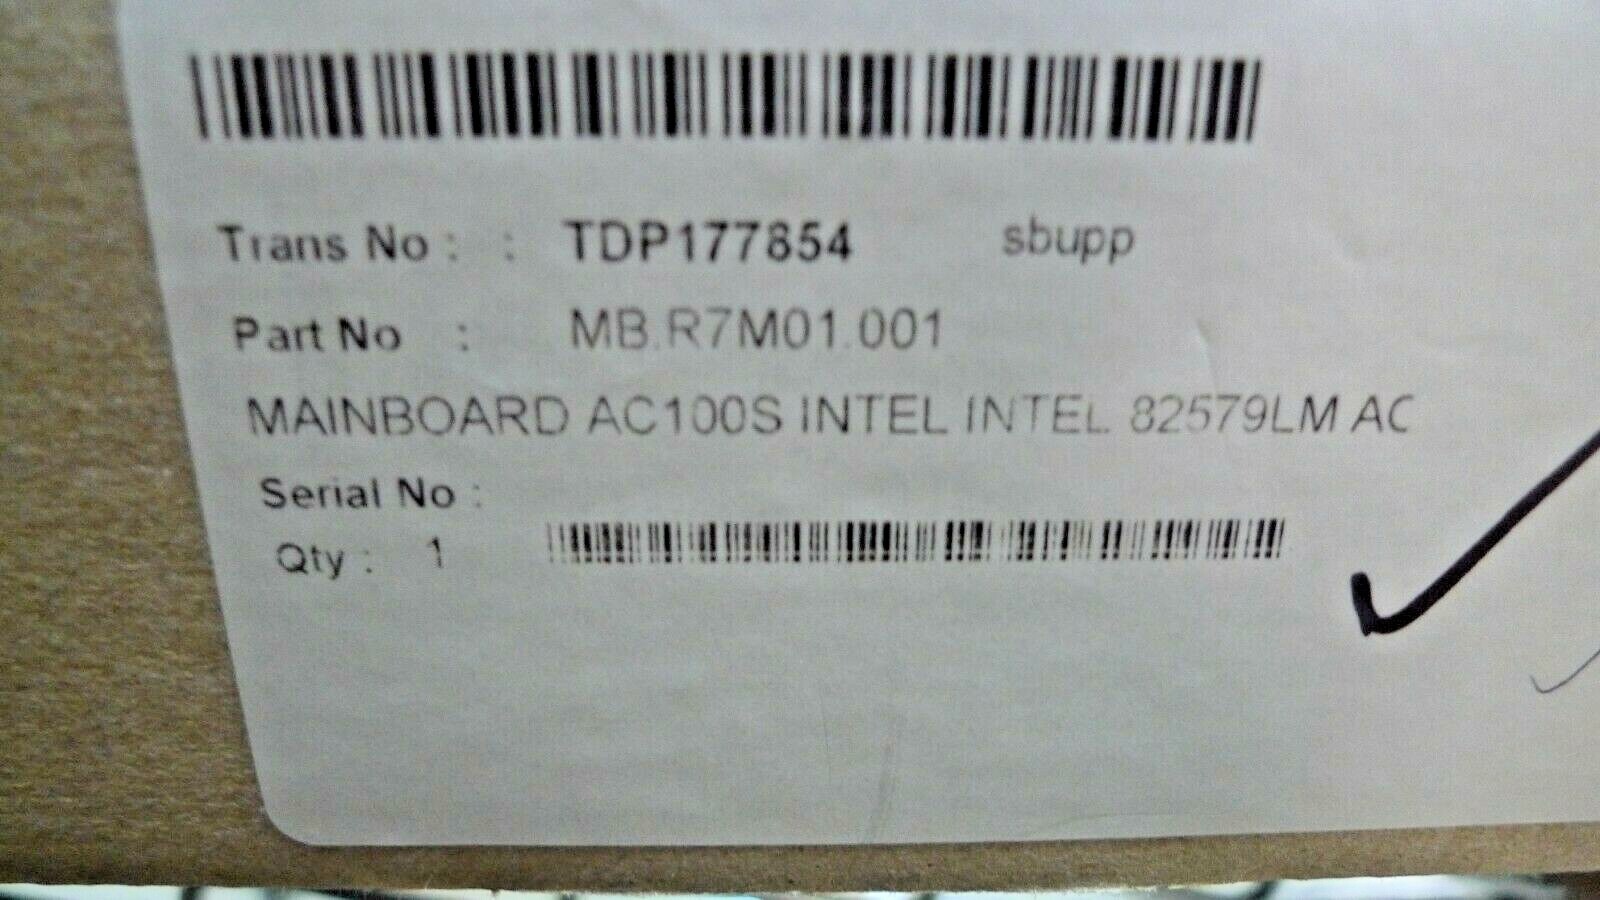 Trans No : : TDP177854 sbupp
Part No : MB.R7M01.001
MAINBOARD AC100S INTEL INTEL 82579LM AC
Serial No :
Qty : 1